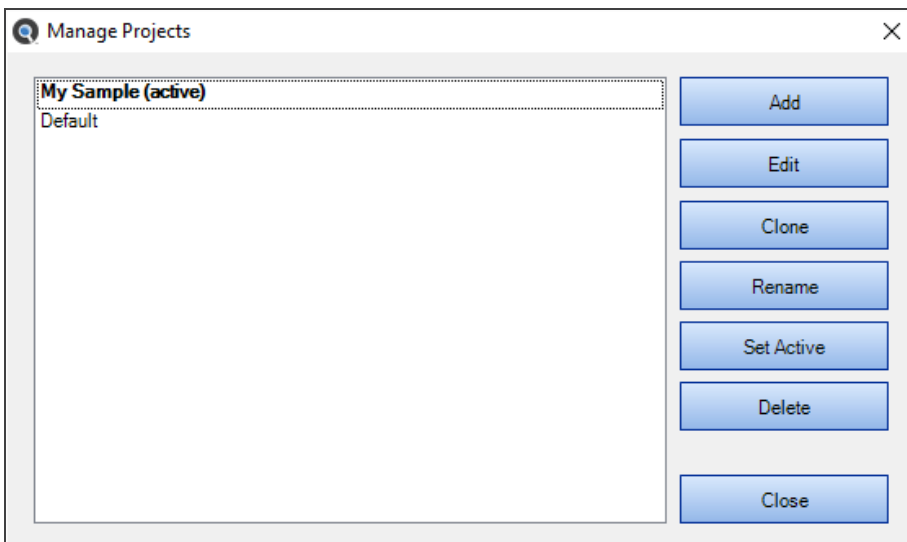 Manage Projects
My Sample (active)
Default
Add
Edit
Clone
Rename
Set Active
Delete
Close